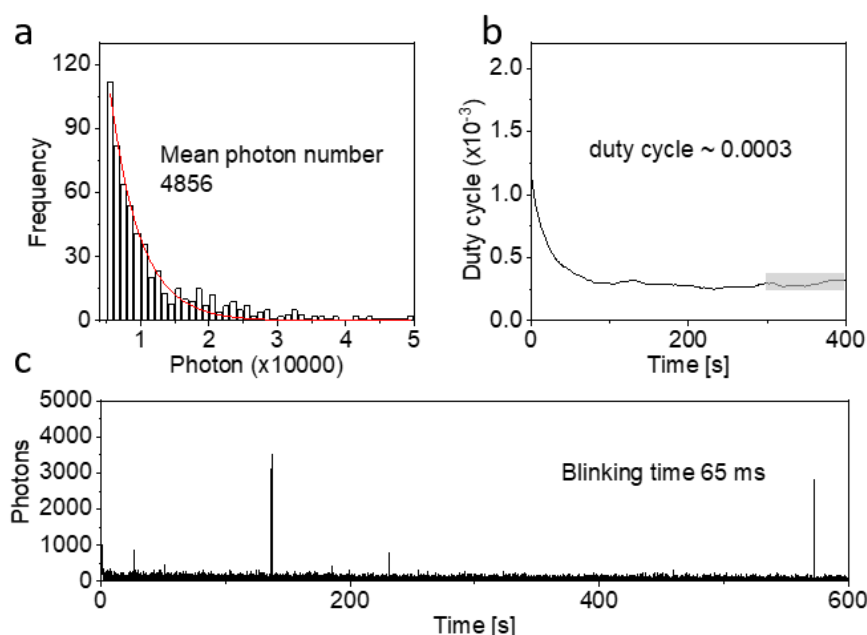 a
120
90
60
30
0
Frequency
Mean photon number
4856
1 2 3 4 5
Photon (x10000)
b
2.0
1.5
1.0
0.5
0.0
Duty cycle (x10⁻³)
duty cycle ~ 0.0003
0 200 400
Time [s]
c
5000
4000
3000
2000
1000
0
Photons
Blinking time 65 ms
0 200 400 600
Time [s]